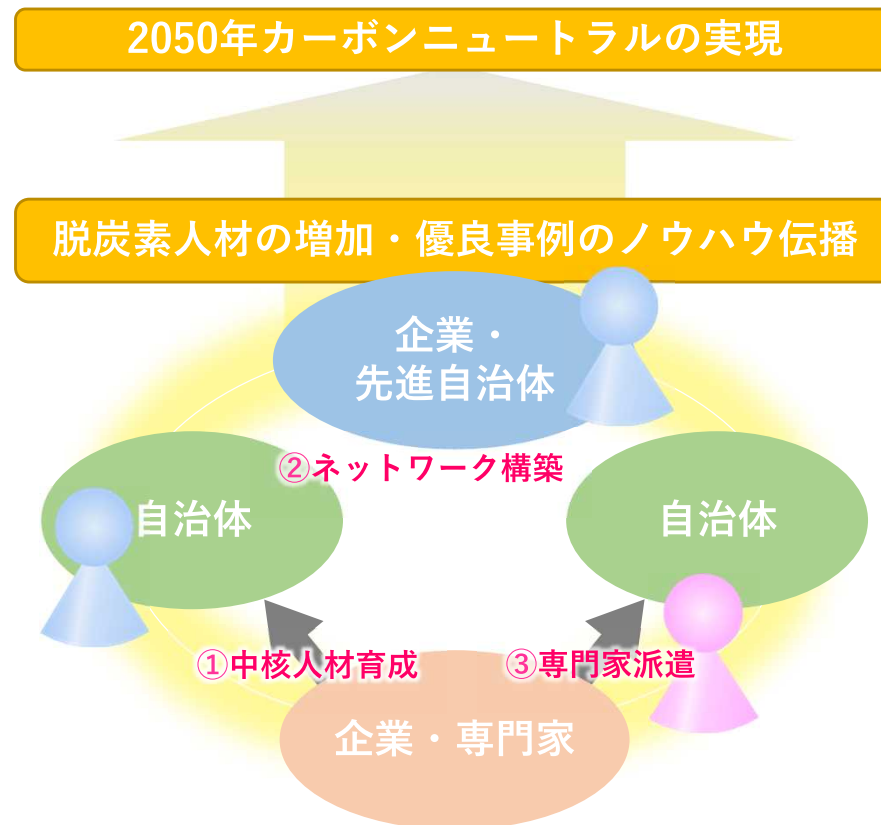 2050年カーボンニュートラルの実現
脱炭素人材の増加・優良事例のノウハウ伝播
企業・
先進自治体
②ネットワーク構築
自治体
自治体
①中核人材育成
③専門家派遣
企業・専門家